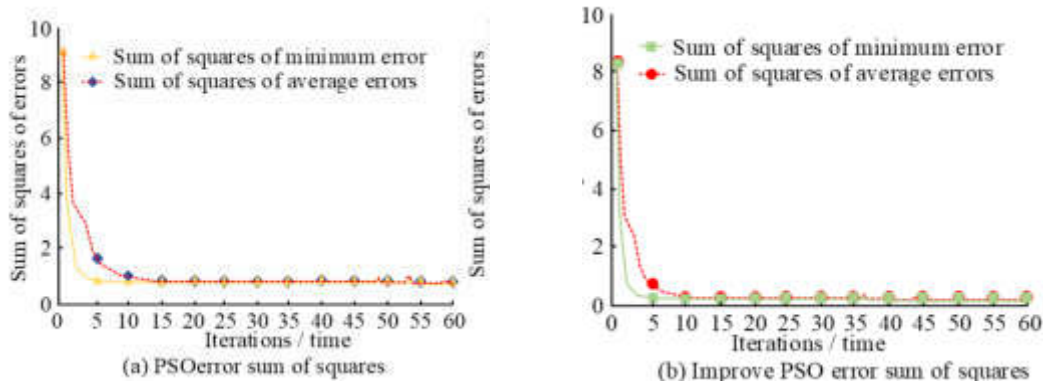 Sum of squares of errors
10
8
6
4
2
0
Sum of squares of minimum error
Sum of squares of average errors
0 5 10 15 20 25 30 35 40 45 50 55 60
Iterations / time
(a) PSOerror sum of squares
Sum of squares of errors
10
8
6
4
2
0
Sum of squares of minimum error
Sum of squares of average errors
0 5 10 15 20 25 30 35 40 45 50 55 60
Iterations / time
(b) Improve PSO error sum of squares